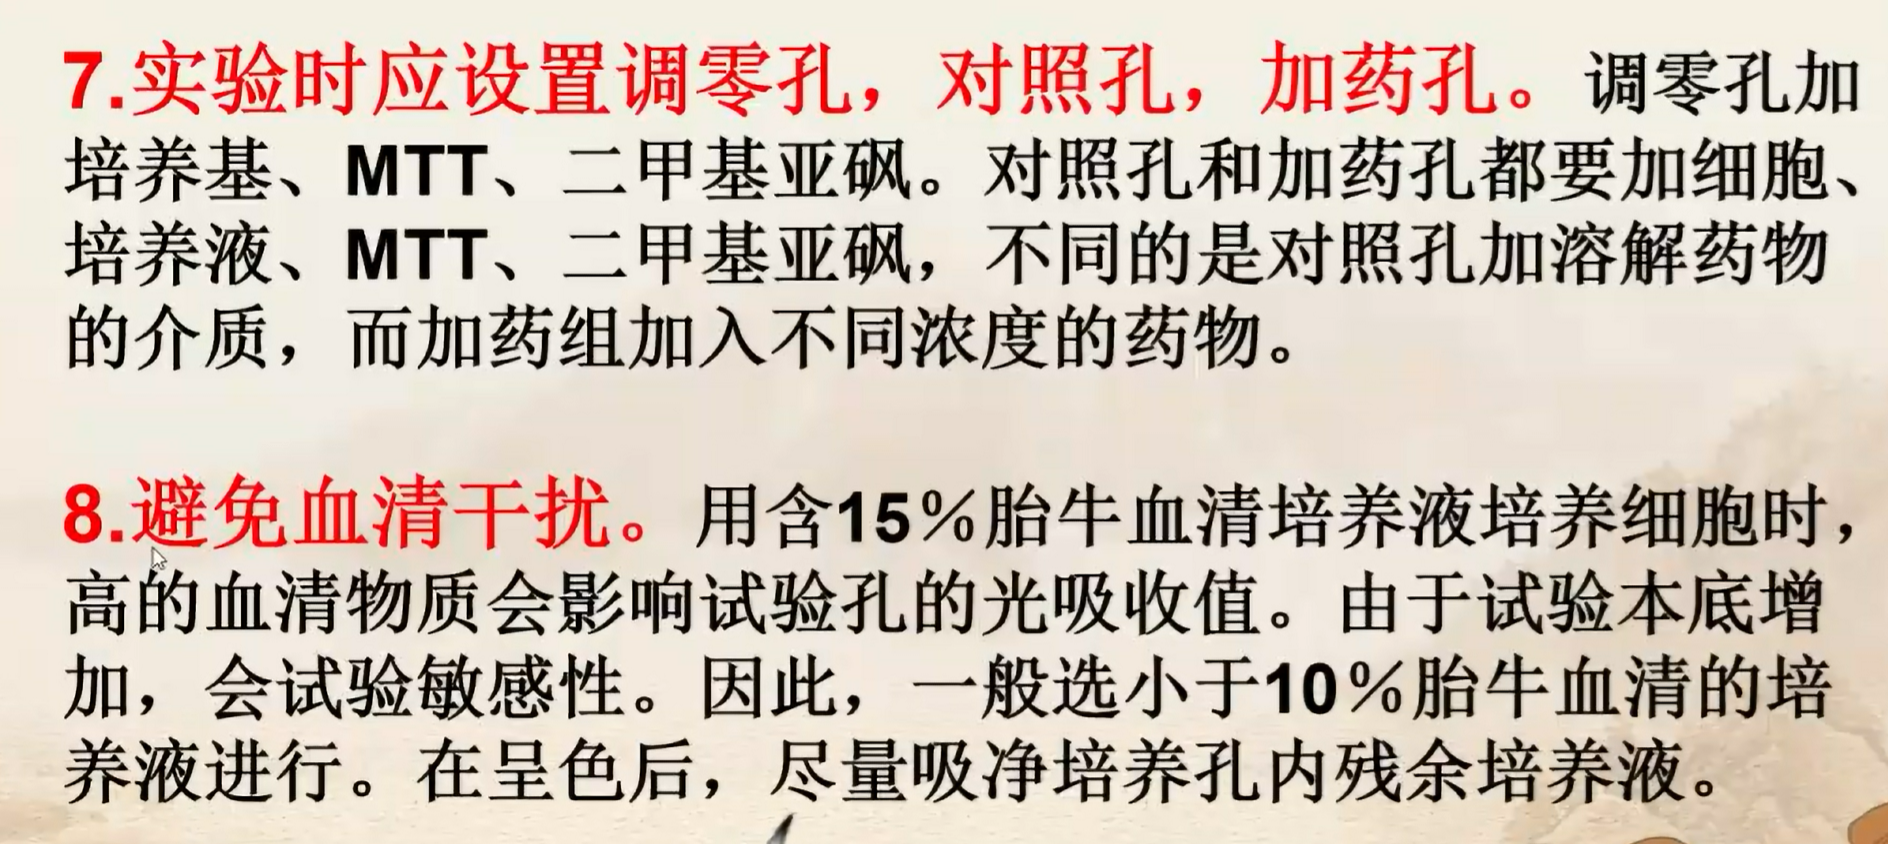 7.实验时应设置调零孔，对照孔，加药孔。调零孔加
培养基、MTT、二甲基亚砜。对照孔和加药孔都要加细胞、
培养液、MTT、二甲基亚砜，不同的是对照孔加溶解药物
的介质，而加药组加入不同浓度的药物。
8.避免血清干扰。用含15％胎牛血清培养液培养细胞时，
高的血清物质会影响试验孔的光吸收值。由于试验本底增
加，会试验敏感性。因此，一般选小于10％胎牛血清的培
养液进行。在呈色后，尽量吸净培养孔内残余培养液。